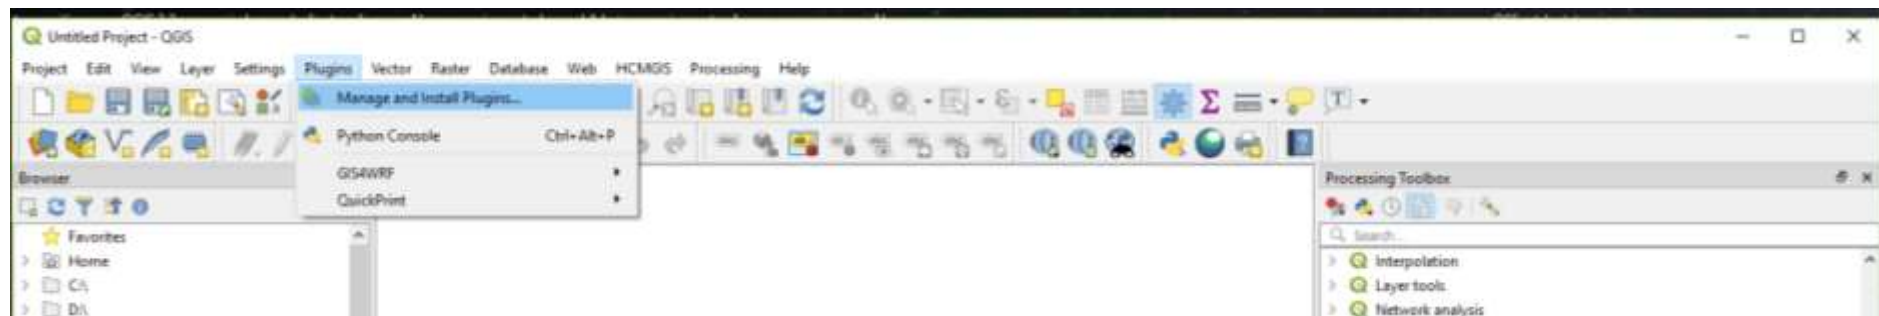 Untitled Project - QGIS
Project Edit View Layer Settings Plugins Vector Raster Database Web HCMGIS Processing Help
Manage and Install Plugins...
Python Console Ctrl+Alt+P
GIS4WRF
QuickPrint
Browser
Favorites
Home
C:\
D:\
Processing Toolbox
Search...
Interpolation
Layer tools
Network analysis